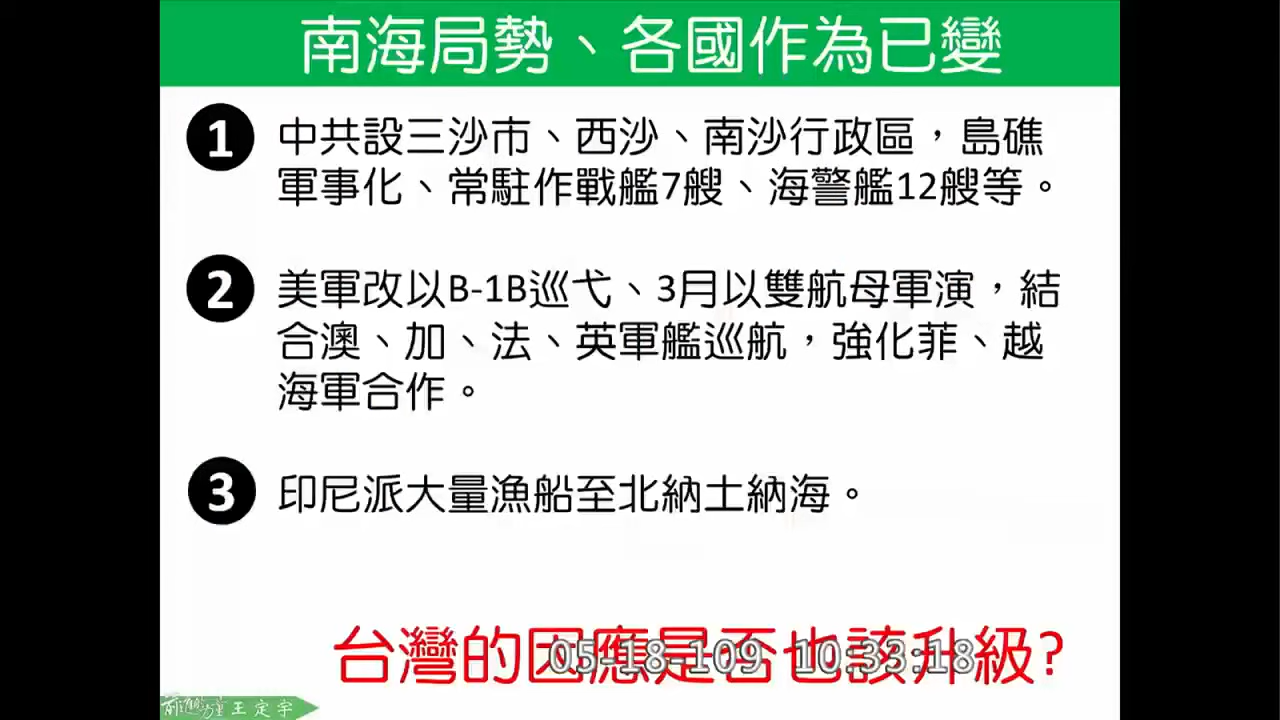 南海局勢、各國作為已變
1 中共設三沙市、西沙、南沙行政區，島礁
軍事化、常駐作戰艦7艘、海警艦12艘等。
2 美軍改以B-1B巡弋、3月以雙航母軍演，結
合澳、加、法、英軍艦巡航，強化菲、越
海軍合作。
3 印尼派大量漁船至北納土納海。
台灣的因應是否也該升級?
05-18-109 10:33:18
王定宇